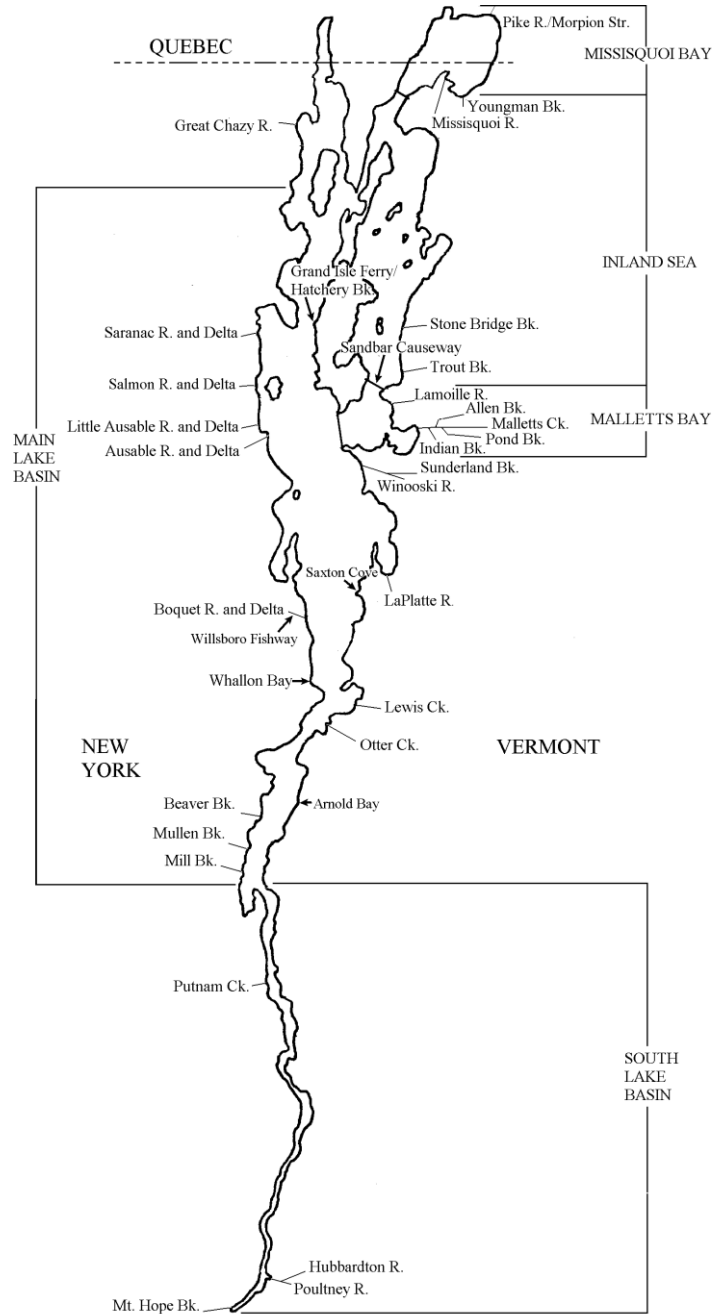 Pike R./Morpion Str.
QUEBEC
MISSISQUOI BAY
Youngman Bk.
Missisquoi R.
Great Chazy R.
INLAND SEA
Grand Isle Ferry/
Hatchery Bk.
Stone Bridge Bk.
Saranac R. and Delta
Sandbar Causeway
Trout Bk.
Salmon R. and Delta
Lamoille R.
Allen Bk.
MALLETTS BAY
Malletts Ck.
Little Ausable R. and Delta
Pond Bk.
MAIN
LAKE
BASIN
Ausable R. and Delta
Indian Bk.
Sunderland Bk.
Winooski R.
Saxton Cove
LaPlatte R.
Boquet R. and Delta
Willsboro Fishway
Whallon Bay
Lewis Ck.
Otter Ck.
NEW
YORK
VERMONT
Beaver Bk.
Arnold Bay
Mullen Bk.
Mill Bk.
Putnam Ck.
SOUTH
LAKE
BASIN
Hubbardton R.
Poultney R.
Mt. Hope Bk.